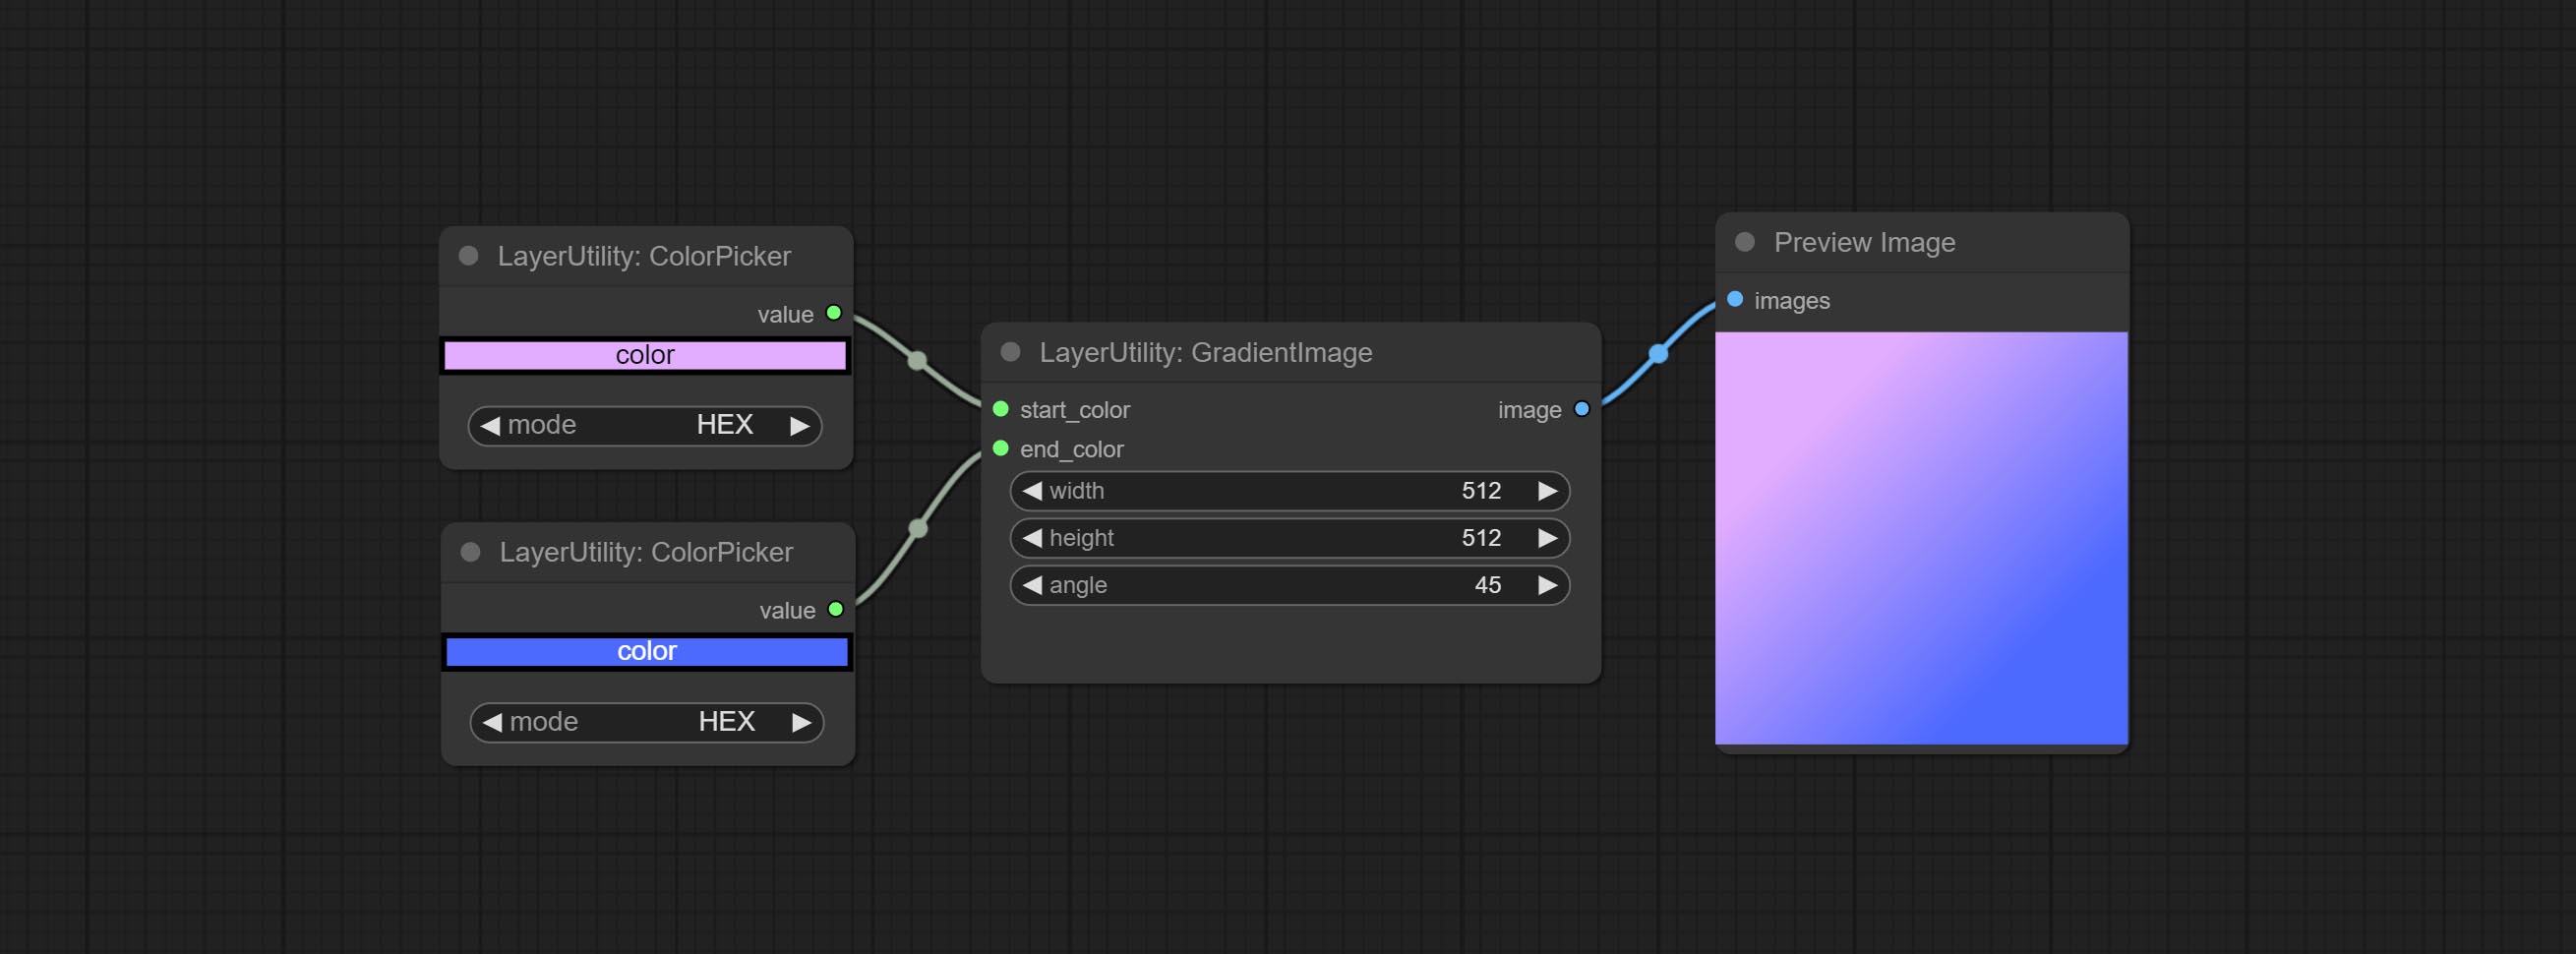 LayerUtility: ColorPicker
value
color
mode HEX
LayerUtility: ColorPicker
value
color
mode HEX
LayerUtility: GradientImage
start_color image
end_color
width 512
height 512
angle 45
Preview Image
images